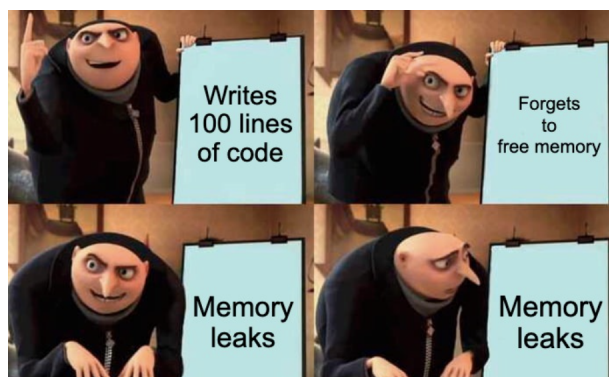 Writes
100 lines
of code
Forgets
to
free memory
Memory
leaks
Memory
leaks